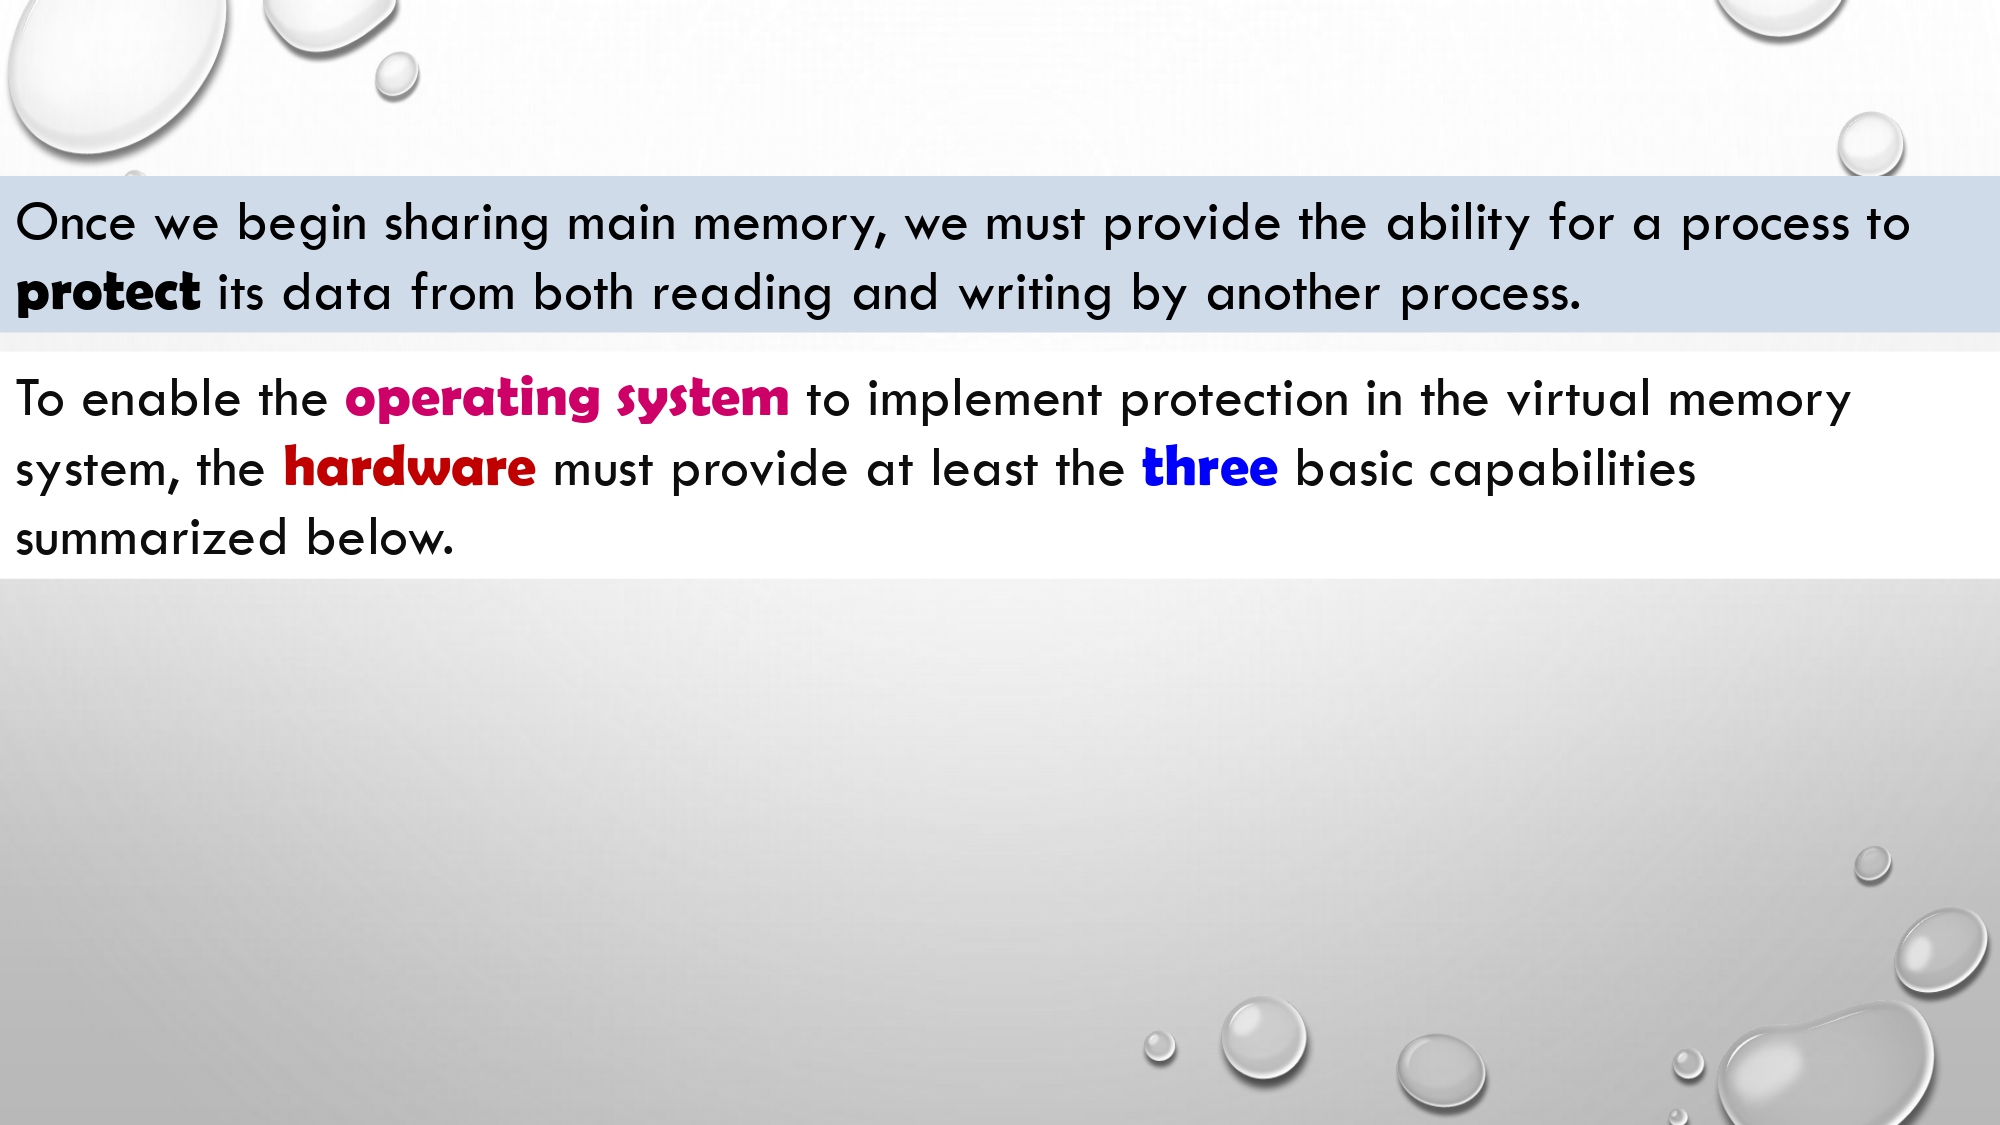 Once we begin sharing main memory, we must provide the ability for a process to
protect its data from both reading and writing by another process.
To enable the operating system to implement protection in the virtual memory
system, the hardware must provide at least the three basic capabilities
summarized below.